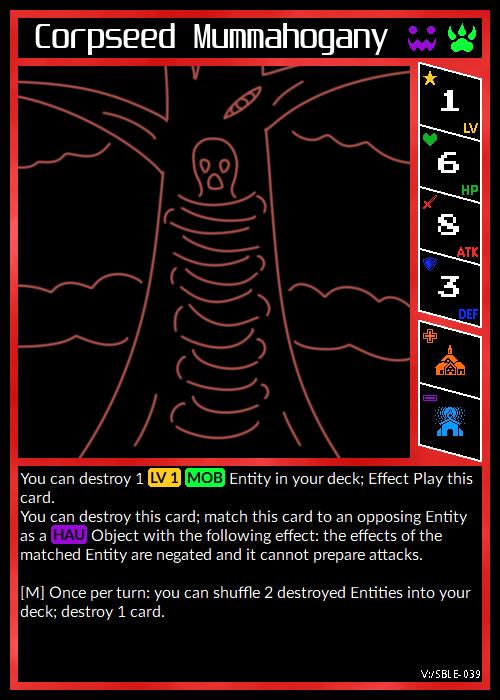 Corpseed Mummahogany
1
LV
6
HP
8
ATK
3
DEF
You can destroy 1 LV 1 MOB Entity in your deck; Effect Play this
card.
You can destroy this card; match this card to an opposing Entity
as a HAU Object with the following effect: the effects of the
matched Entity are negated and it cannot prepare attacks.
[M] Once per turn: you can shuffle 2 destroyed Entities into your
deck; destroy 1 card.
V:/SBLE-039